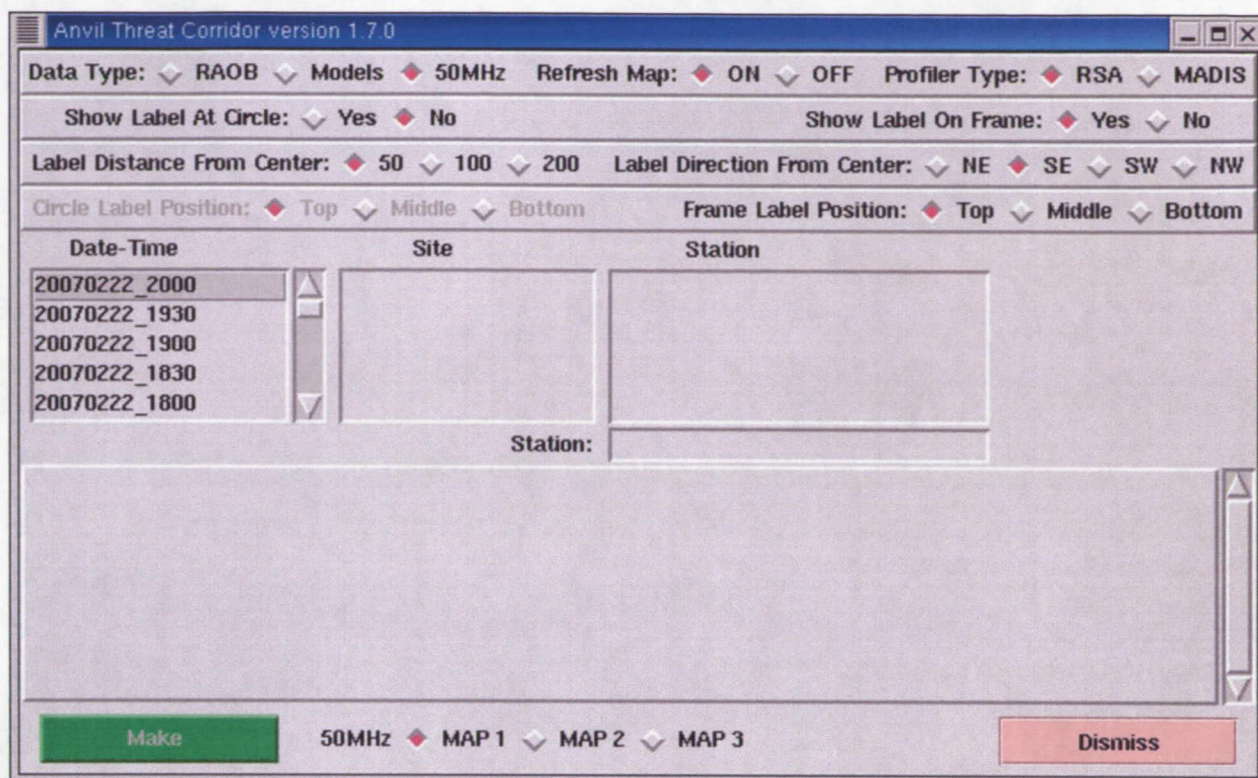 Anvil Threat Corridor version 1.7.0
Data Type: RAOB Models 50MHz Refresh Map: ON OFF Profiler Type: RSA MADIS
Show Label At Circle: Yes No Show Label On Frame: Yes No
Label Distance From Center: 50 100 200 Label Direction From Center: NE SE SW NW
Circle Label Position: Top Middle Bottom Frame Label Position: Top Middle Bottom
Date-Time Site Station
20070222_2000
20070222_1930
20070222_1900
20070222_1830
20070222_1800
Station:
Make 50MHz MAP 1 MAP 2 MAP 3 Dismiss